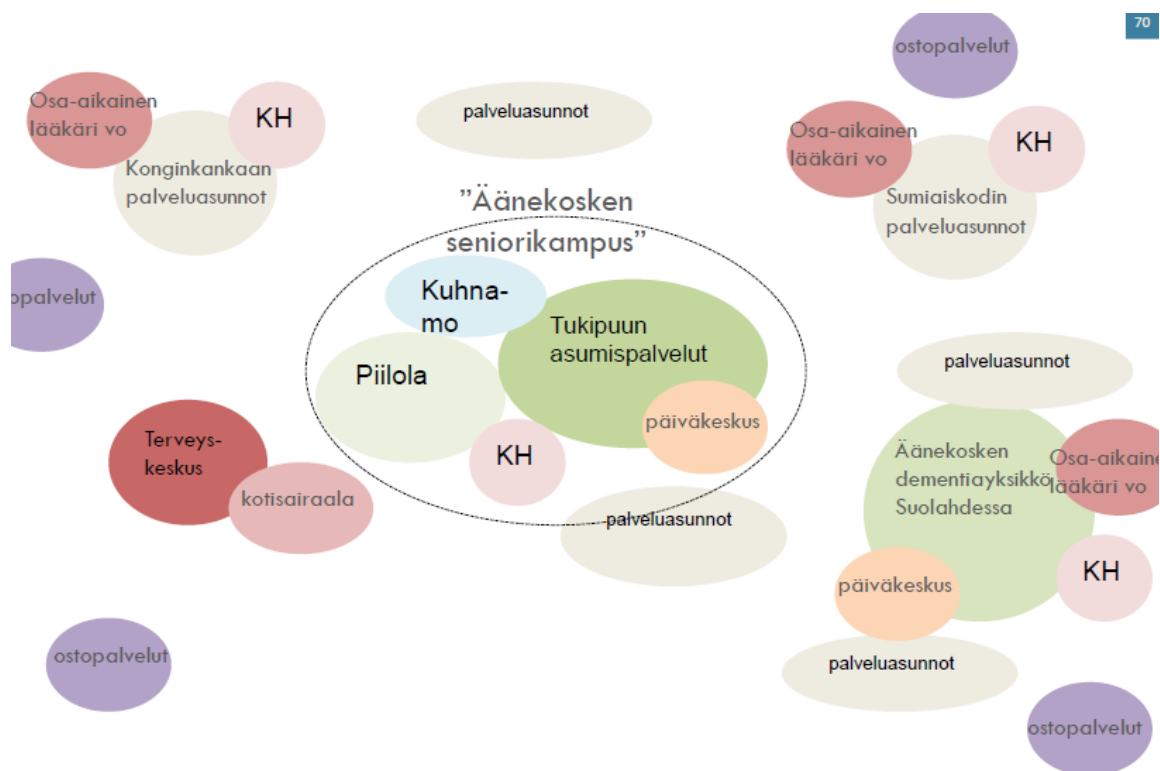 70
ostopalvelut
Osa-aikainen
lääkäri vo
KH
Konginkankaan
palveluasunnot
palveluasunnot
Osa-aikainen
lääkäri vo
KH
Sumiaiskodin
palveluasunnot
”Äänekosken
seniorikampus”
opalvelut
Kuhna-
mo
Tukipuun
asumispalvelut
Piilola
päiväkeskus
KH
palveluasunnot
Terveys-
keskus
kotisairaala
palveluasunnot
Äänekosken
dementiayksikkö
Suolahdessa
Osa-aikaine
lääkäri vo
KH
päiväkeskus
palveluasunnot
ostopalvelut
ostopalvelut